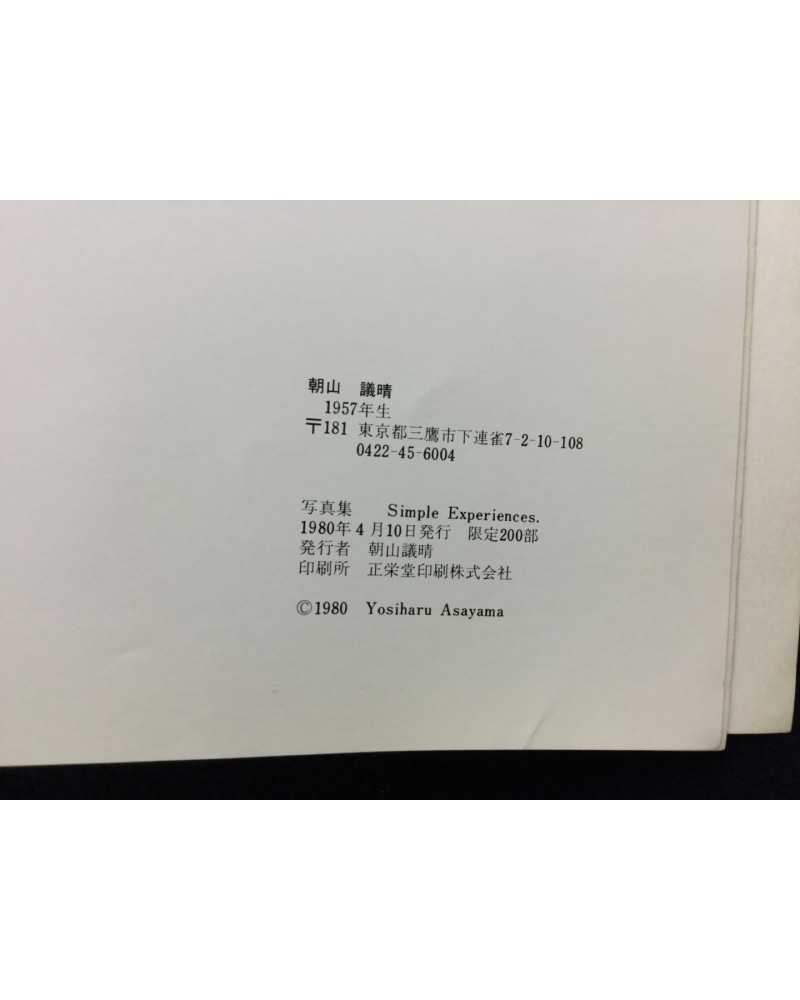 朝山　議晴
1957年生
〒181 東京都三鷹市下連雀7-2-10-108
0422-45-6004
写真集　Simple Experiences.
1980年4月10日発行　限定200部
発行者　朝山議晴
印刷所　正栄堂印刷株式会社
©1980　Yosiharu Asayama